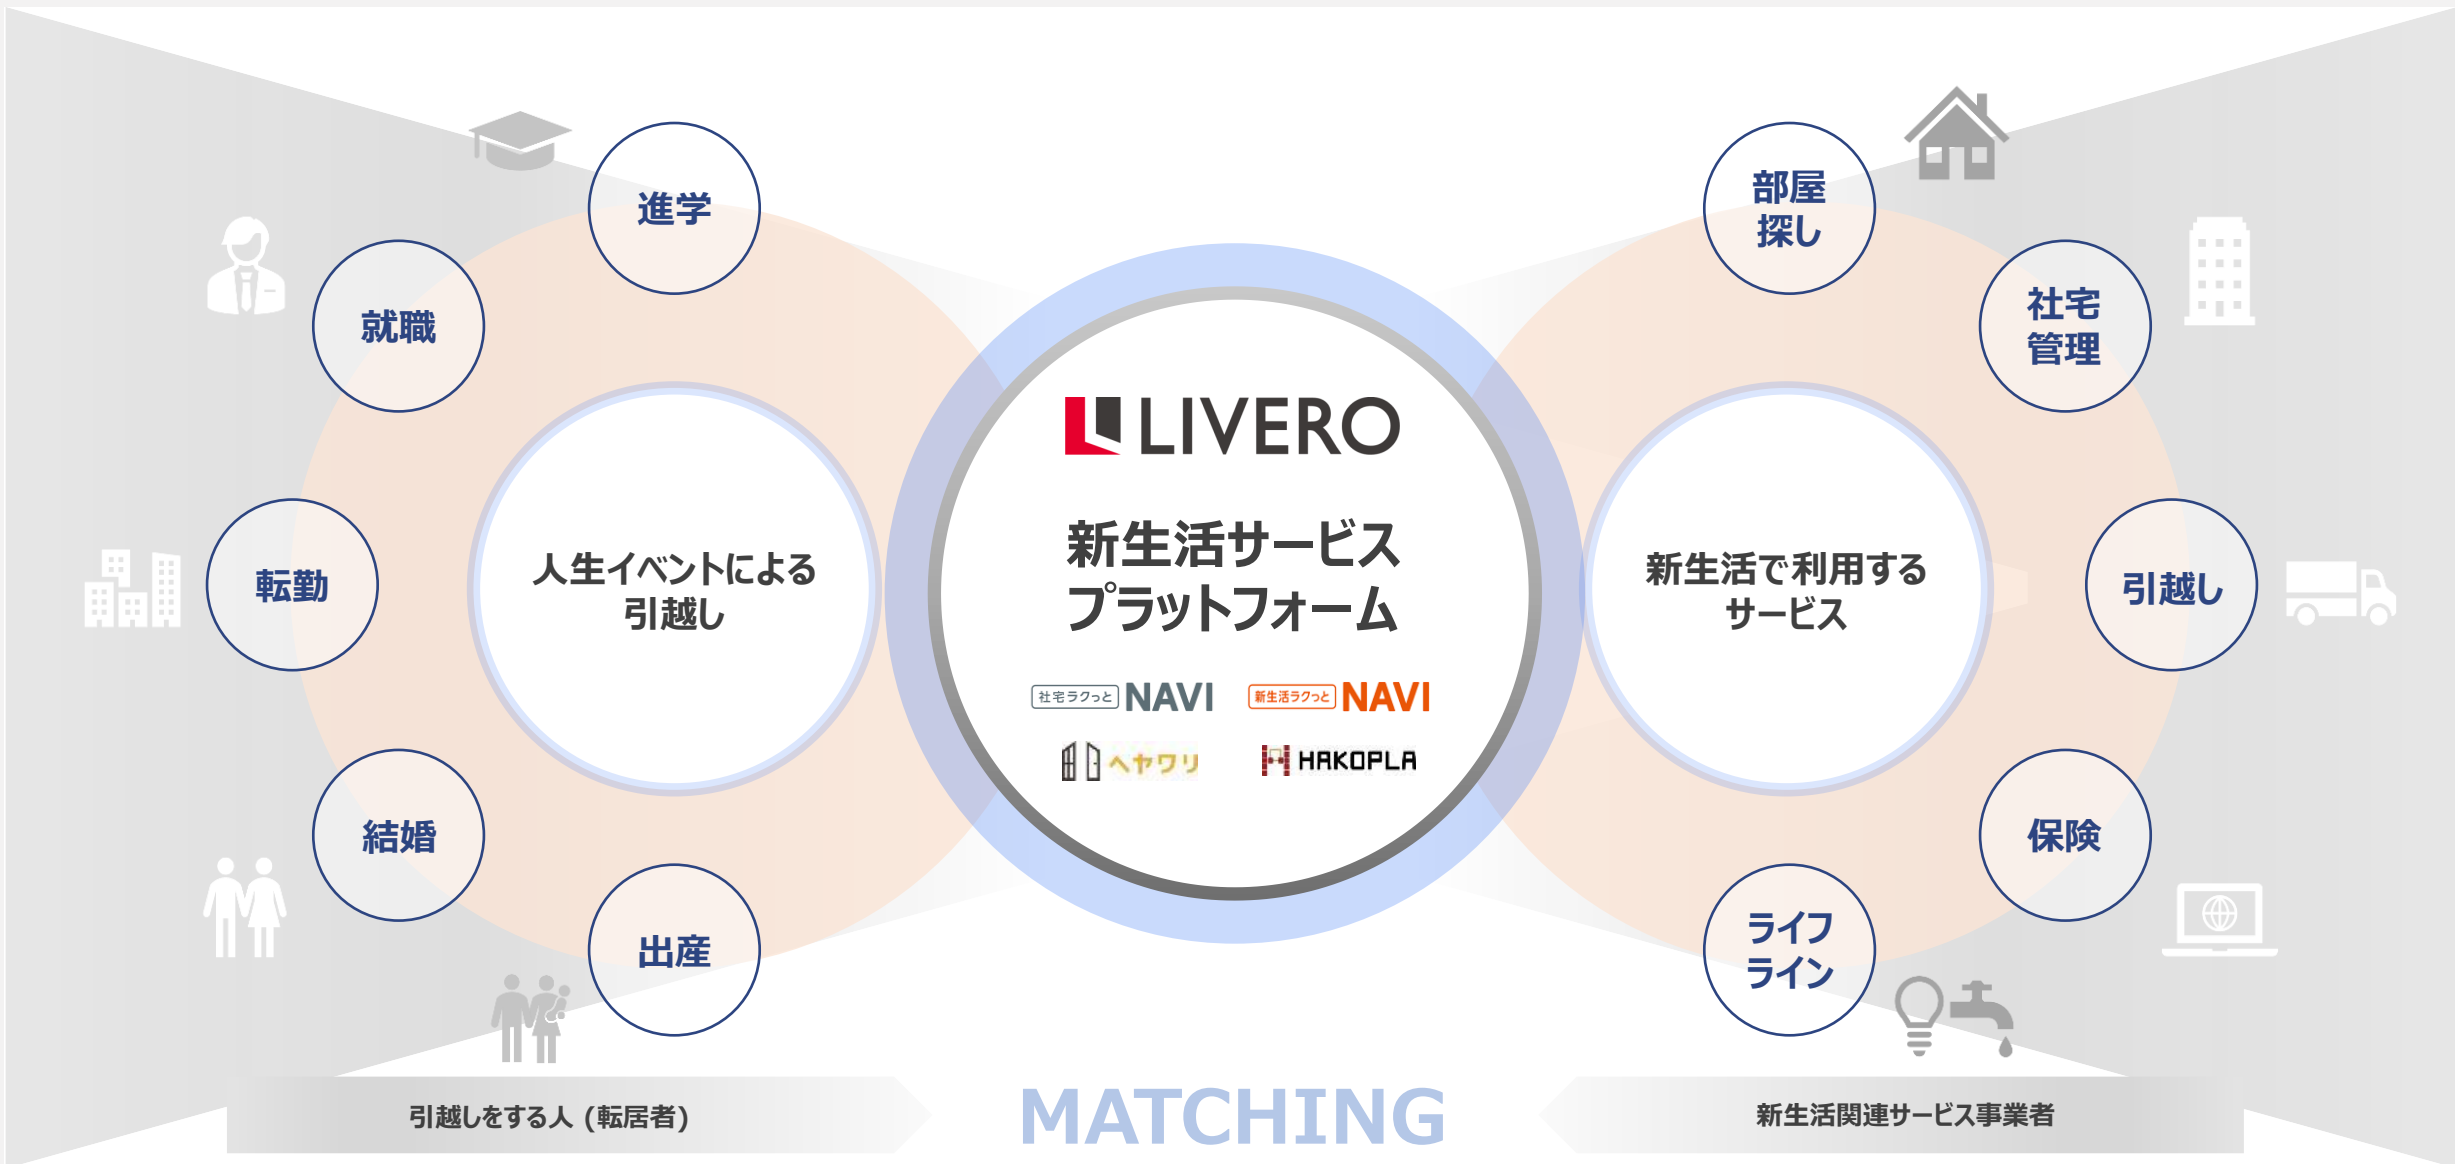 進学
就職
転勤
結婚
出産
人生イベントによる
引越し
LIVERO
新生活サービス
プラットフォーム
社宅ラクっと NAVI
新生活ラクっと NAVI
ヘヤワリ
HAKOPLA
新生活で利用する
サービス
部屋
探し
社宅
管理
引越し
保険
ライフ
ライン
引越しをする人 (転居者)
MATCHING
新生活関連サービス事業者